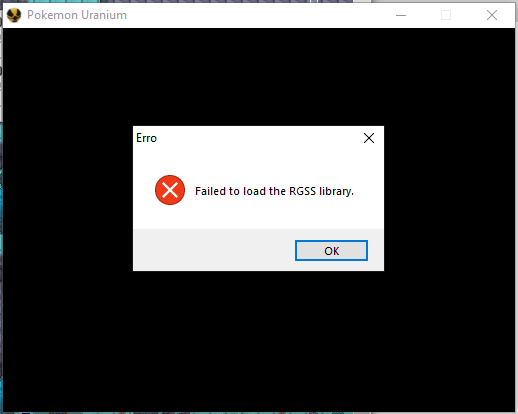 Pokemon Uranium
Erro
Failed to load the RGSS library.
OK